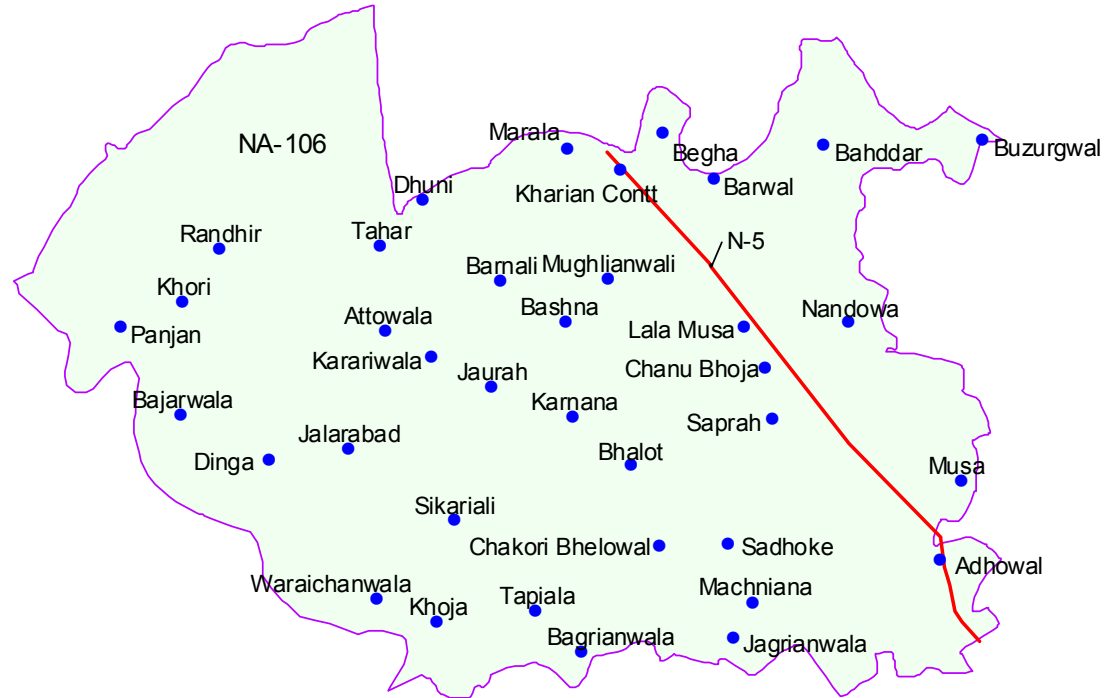 Marala
NA-106
Begha
Bahddar
Buzurgwal
Dhuni
Kharian Contt
Barwal
Randhir
Tahar
N-5
Barnali
Mughlianwali
Khori
Bashna
Nandowa
Attowala
Lala Musa
Panjan
Karariwala
Jaurah
Chanu Bhoja
Bajarwala
Karnana
Saprah
Jalarabad
Dinga
Bhalot
Musa
Sikariali
Chakori Bhelowal
Sadhoke
Adhowal
Waraichanwala
Khoja
Tapiala
Machniana
Bagrianwala
Jagrianwala